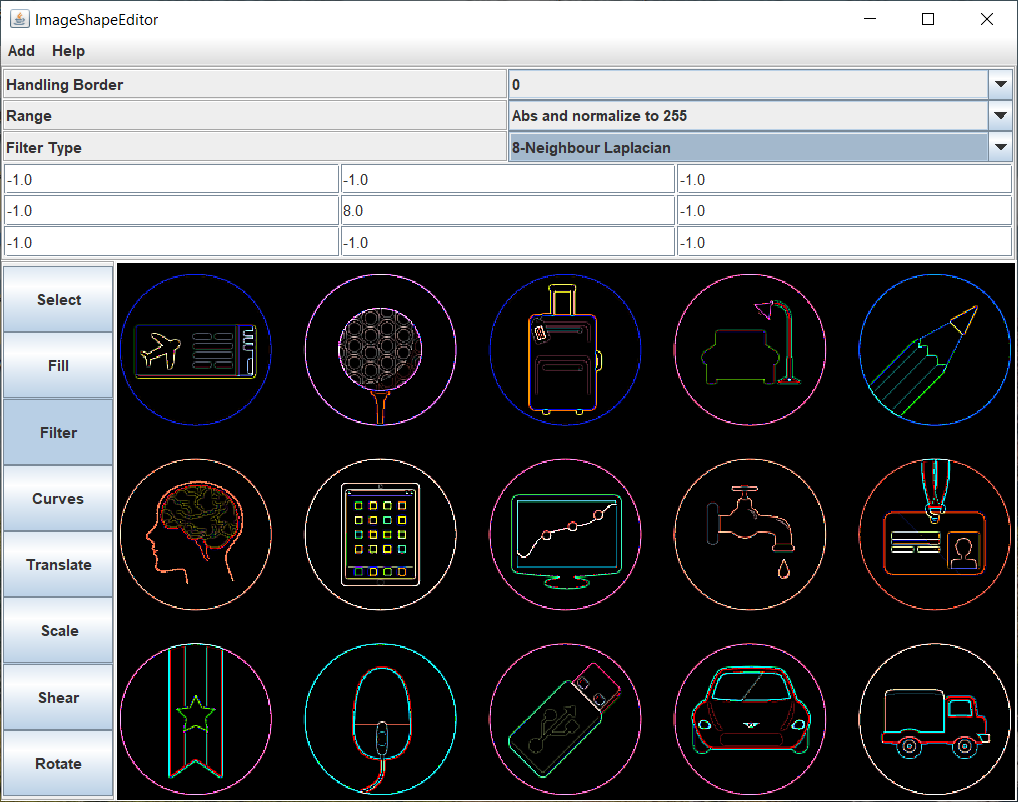 ImageShapeEditor
Add Help
Handling Border 0
Range Abs and normalize to 255
Filter Type 8-Neighbour Laplacian
-1.0 -1.0 -1.0
-1.0 8.0 -1.0
-1.0 -1.0 -1.0
Select
Fill
Filter
Curves
Translate
Scale
Shear
Rotate